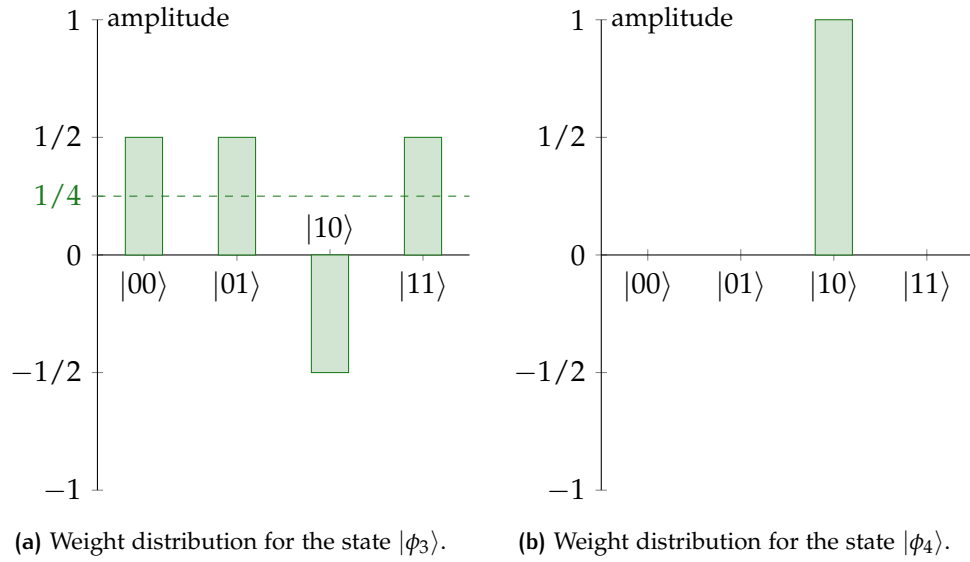 amplitude
1
1/2
1/4
|10⟩
0
|00⟩ |01⟩ |11⟩
−1/2
−1
(a) Weight distribution for the state |ϕ₃⟩.
amplitude
1
1/2
0
|00⟩ |01⟩ |10⟩ |11⟩
−1/2
−1
(b) Weight distribution for the state |ϕ₄⟩.